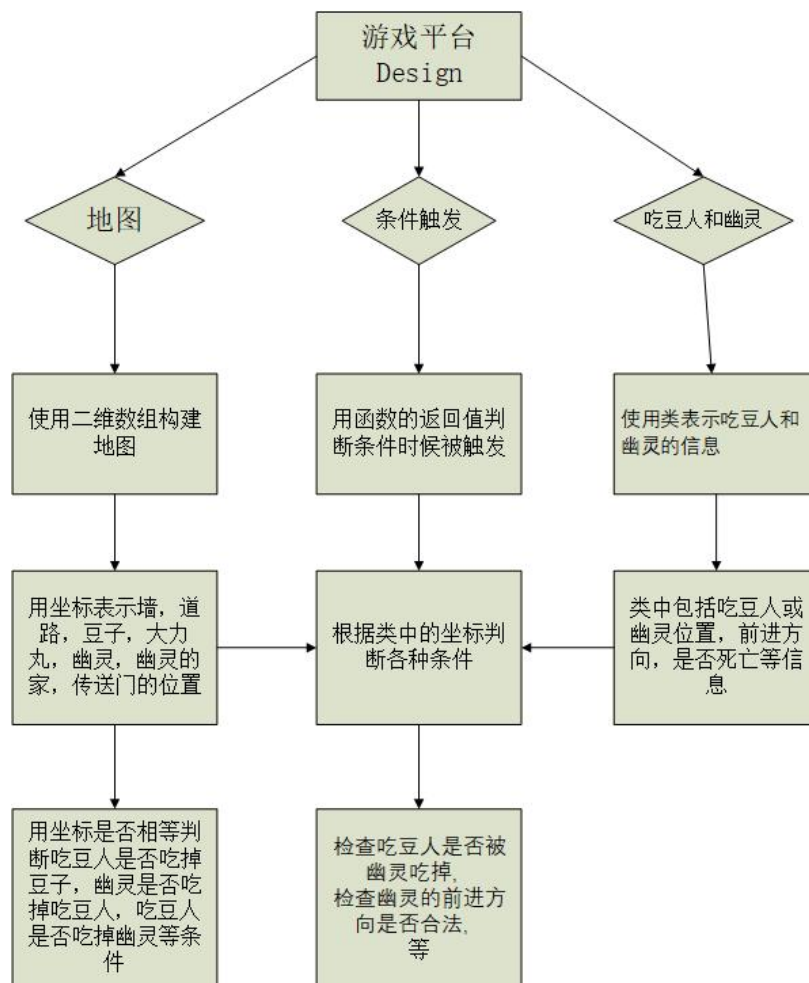 游戏平台
Design
地图
条件触发
吃豆人和幽灵
使用二维数组构建
地图
用函数的返回值判
断条件时候被触发
使用类表示吃豆人和
幽灵的信息
用坐标表示墙，道
路，豆子，大力
丸，幽灵，幽灵的
家，传送门的位置
根据类中的坐标判
断各种条件
类中包括吃豆人或
幽灵位置，前进方
向，是否死亡等信
息
用坐标是否相等判
断吃豆人是否吃掉
豆子，幽灵是否吃
掉吃豆人，吃豆人
是否吃掉幽灵等条
件
检查吃豆人是否被
幽灵吃掉,
检查幽灵的前进方
向是否合法,
等